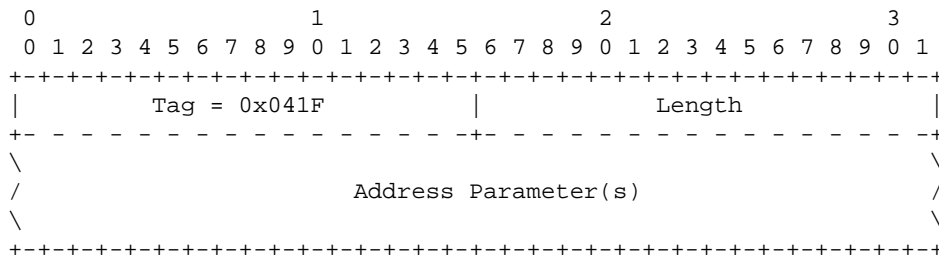 0                   1                   2                   3
 0 1 2 3 4 5 6 7 8 9 0 1 2 3 4 5 6 7 8 9 0 1 2 3 4 5 6 7 8 9 0 1
+-+-+-+-+-+-+-+-+-+-+-+-+-+-+-+-+-+-+-+-+-+-+-+-+-+-+-+-+-+-+-+-+
|         Tag = 0x041F          |            Length             |
+- - - - - - - - - - - - - - - -+- - - - - - - - - - - - - - - -+
\                                                               \
/                       Address Parameter(s)                    /
\                                                               \
+-+-+-+-+-+-+-+-+-+-+-+-+-+-+-+-+-+-+-+-+-+-+-+-+-+-+-+-+-+-+-+-+